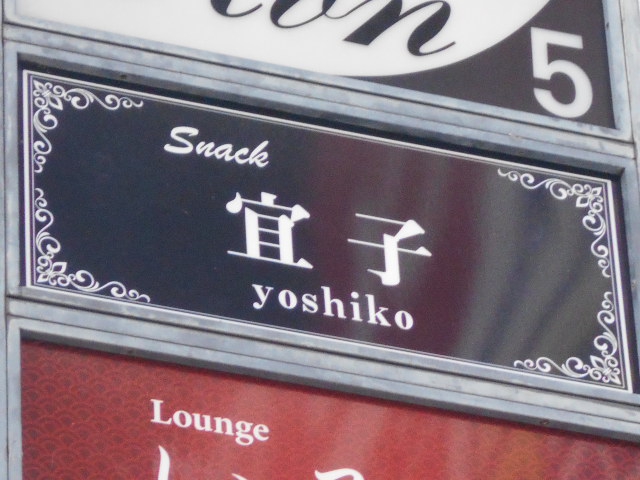 5
Snack
宜子
yoshiko
Lounge